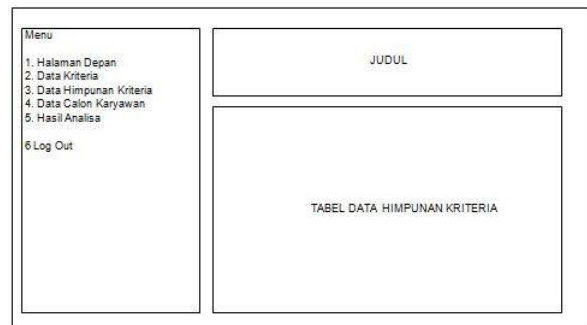 Menu
1. Halaman Depan
2. Data Kriteria
3. Data Himpunan Kriteria
4. Data Calon Karyawan
5. Hasil Analisa
6 Log Out
JUDUL
TABEL DATA HIMPUNAN KRITERIA